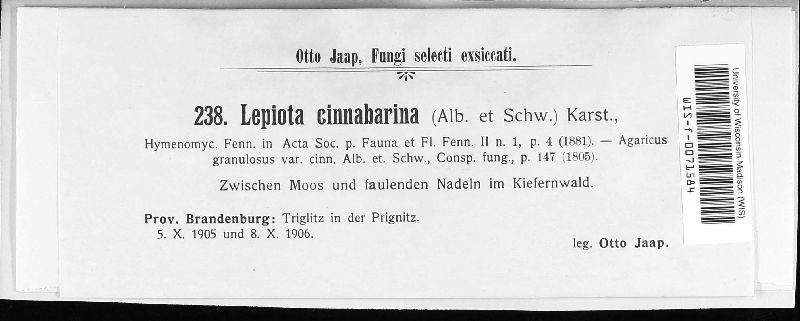 Otto Jaap, Fungi selecti exsiccati.
238. Lepiota cinnabarina (Alb. et Schw.) Karst.,
Hymenomyc. Fenn. in Acta Soc. p. Fauna et Fl. Fenn. II n. 1, p. 4 (1881). — Agaricus
granulosus var. cinn. Alb. et. Schw., Consp. fung., p. 147 (1805).
Zwischen Moos und faulenden Nadeln im Kiefernwald.
Prov. Brandenburg: Triglitz in der Prignitz.
5. X. 1905 und 8. X. 1906.
leg. Otto Jaap.
University of Wisconsin-Madison (WIS)
WIS-f-0071584